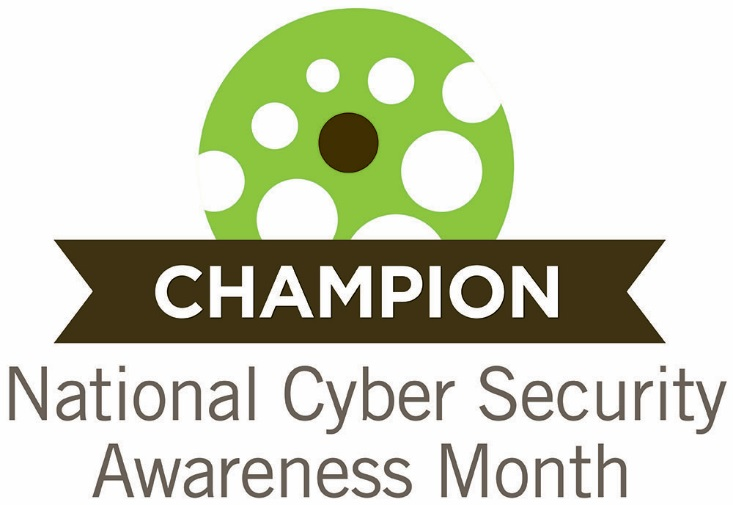 CHAMPION
National Cyber Security
Awareness Month